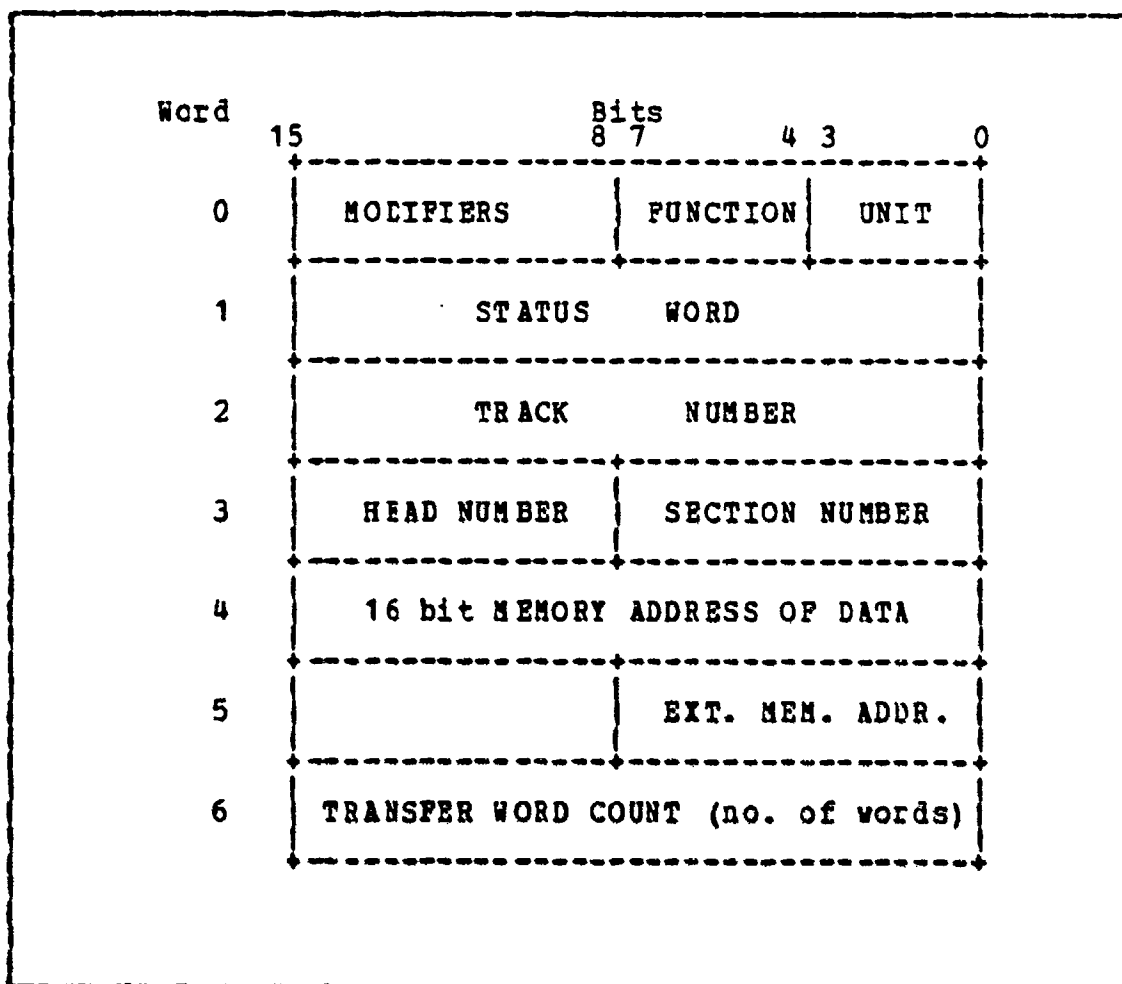 Word Bits
15 8 7 4 3 0
0 MODIFIERS FUNCTION UNIT
1 STATUS WORD
2 TRACK NUMBER
3 HEAD NUMBER SECTION NUMBER
4 16 bit MEMORY ADDRESS OF DATA
5 EXT. MEM. ADDR.
6 TRANSFER WORD COUNT (no. of words)